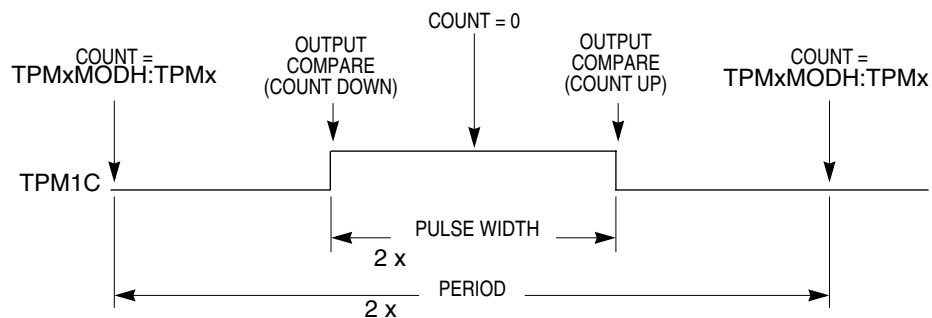 COUNT = 0
COUNT =
TPMxMODH:TPMx
OUTPUT
COMPARE
(COUNT DOWN)
OUTPUT
COMPARE
(COUNT UP)
COUNT =
TPMxMODH:TPMx
TPM1C
PULSE WIDTH
2 x
PERIOD
2 x